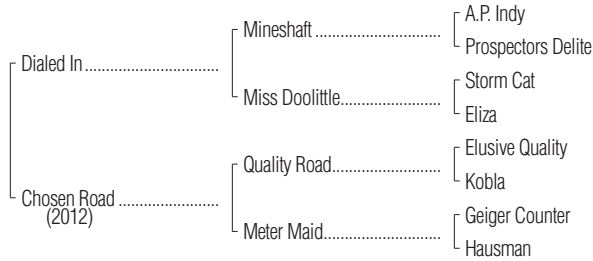 A.P. Indy
Mineshaft
Prospectors Delite
Dialed In
Storm Cat
Miss Doolittle
Eliza
Elusive Quality
Quality Road
Kobla
Chosen Road
(2012)
Geiger Counter
Meter Maid
Hausman